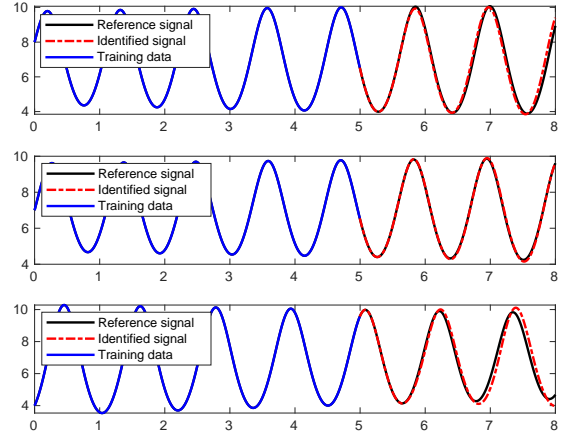 10
8
6
4
Reference signal
Identified signal
Training data
0 1 2 3 4 5 6 7 8
10
8
6
4
Reference signal
Identified signal
Training data
0 1 2 3 4 5 6 7 8
10
8
6
4
Reference signal
Identified signal
Training data
0 1 2 3 4 5 6 7 8